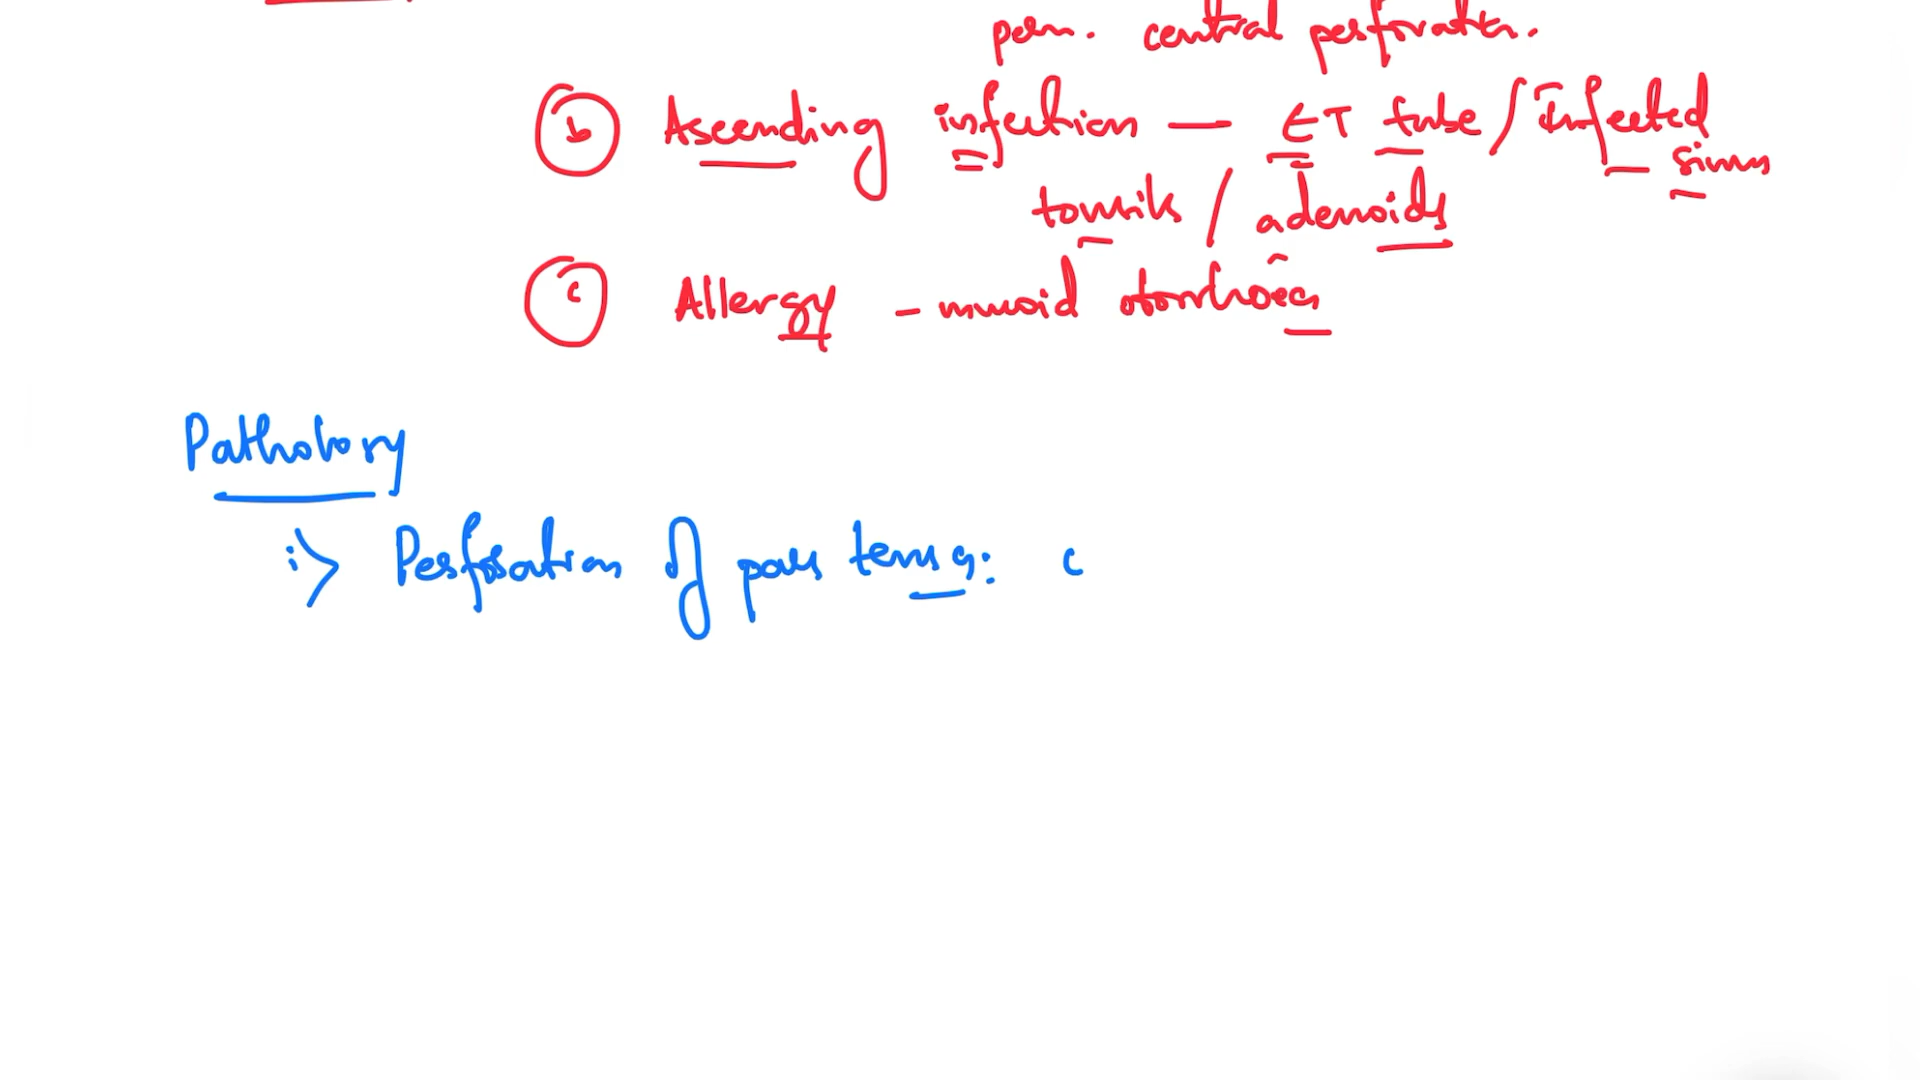 perm. central perforation.
b Ascending infection — ET tube / Infected sinus
tonsils / adenoids
c Allergy - mucoid otorrhoea
Pathology
i> Perforation of pars tensa: c